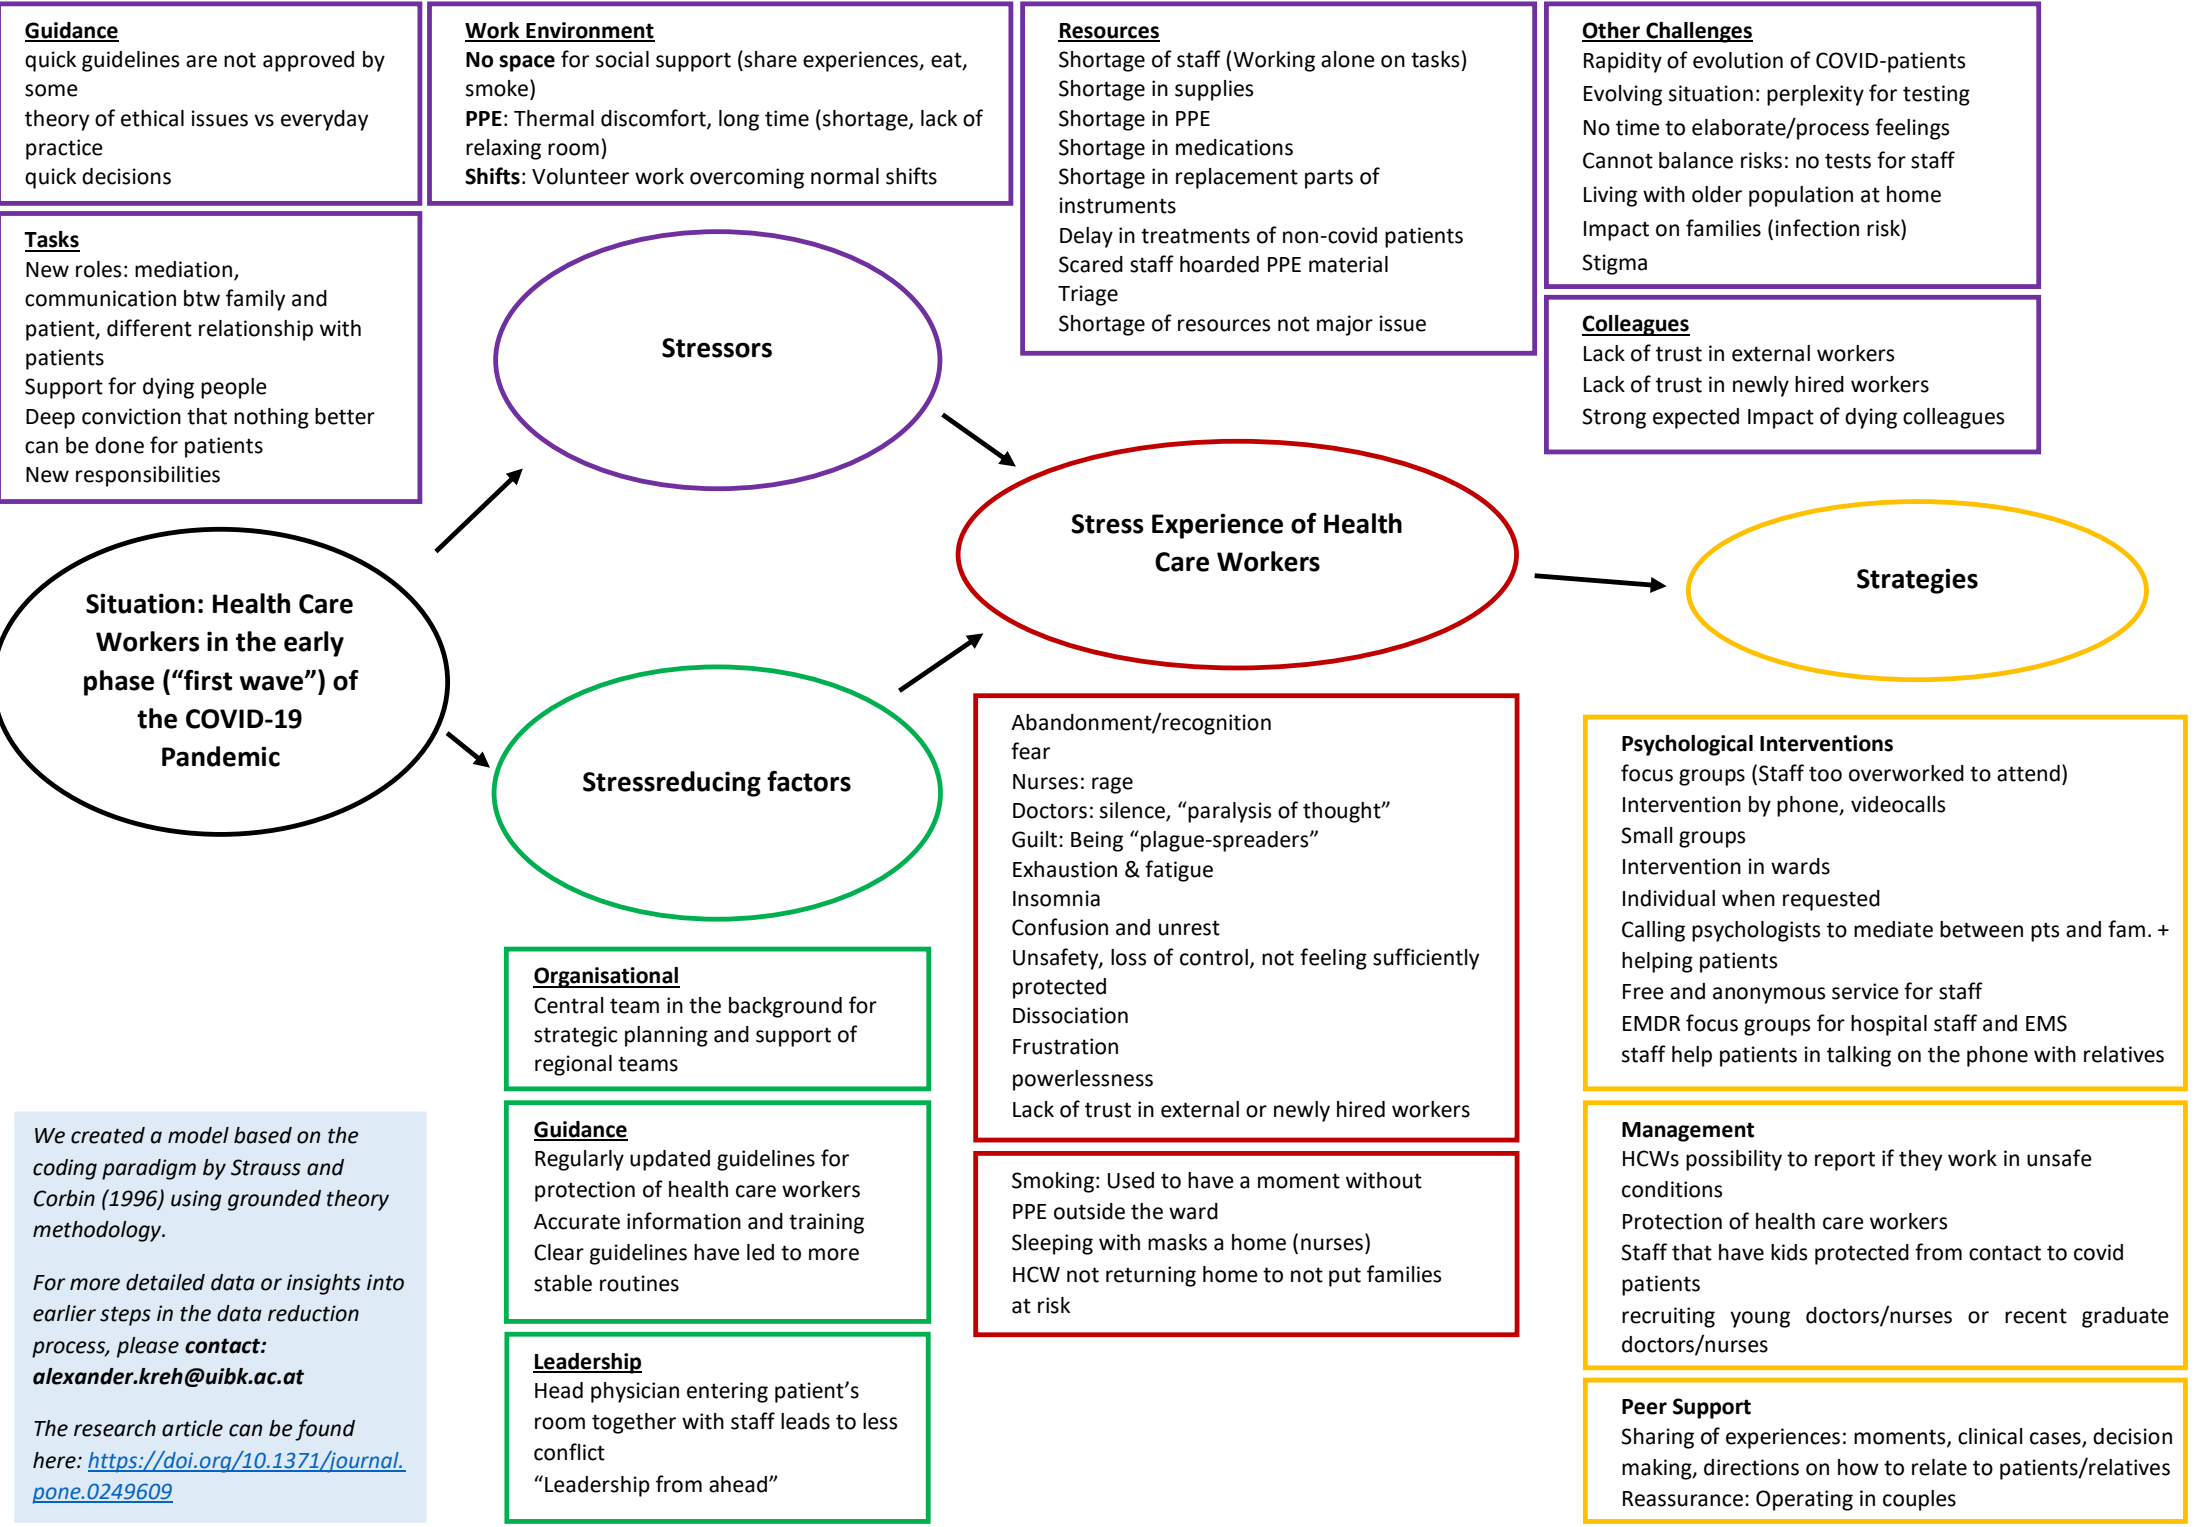 Guidance
quick guidelines are not approved by
some
theory of ethical issues vs everyday
practice
quick decisions
Work Environment
No space for social support (share experiences, eat,
smoke)
PPE: Thermal discomfort, long time (shortage, lack of
relaxing room)
Shifts: Volunteer work overcoming normal shifts
Resources
Shortage of staff (Working alone on tasks)
Shortage in supplies
Shortage in PPE
Shortage in medications
Shortage in replacement parts of
instruments
Delay in treatments of non-covid patients
Scared staff hoarded PPE material
Triage
Shortage of resources not major issue
Other Challenges
Rapidity of evolution of COVID-patients
Evolving situation: perplexity for testing
No time to elaborate/process feelings
Cannot balance risks: no tests for staff
Living with older population at home
Impact on families (infection risk)
Stigma
Tasks
New roles: mediation,
communication btw family and
patient, different relationship with
patients
Support for dying people
Deep conviction that nothing better
can be done for patients
New responsibilities
Colleagues
Lack of trust in external workers
Lack of trust in newly hired workers
Strong expected Impact of dying colleagues
Stressors
Stress Experience of Health
Care Workers
Strategies
Situation: Health Care
Workers in the early
phase (“first wave”) of
the COVID-19
Pandemic
Stressreducing factors
Organisational
Central team in the background for
strategic planning and support of
regional teams
Guidance
Regularly updated guidelines for
protection of health care workers
Accurate information and training
Clear guidelines have led to more
stable routines
Leadership
Head physician entering patient’s
room together with staff leads to less
conflict
“Leadership from ahead”
Abandonment/recognition
fear
Nurses: rage
Doctors: silence, “paralysis of thought”
Guilt: Being “plague-spreaders”
Exhaustion & fatigue
Insomnia
Confusion and unrest
Unsafety, loss of control, not feeling sufficiently
protected
Dissociation
Frustration
powerlessness
Lack of trust in external or newly hired workers
Smoking: Used to have a moment without
PPE outside the ward
Sleeping with masks a home (nurses)
HCW not returning home to not put families
at risk
Psychological Interventions
focus groups (Staff too overworked to attend)
Intervention by phone, videocalls
Small groups
Intervention in wards
Individual when requested
Calling psychologists to mediate between pts and fam. +
helping patients
Free and anonymous service for staff
EMDR focus groups for hospital staff and EMS
staff help patients in talking on the phone with relatives
Management
HCWs possibility to report if they work in unsafe
conditions
Protection of health care workers
Staff that have kids protected from contact to covid
patients
recruiting young doctors/nurses or recent graduate
doctors/nurses
Peer Support
Sharing of experiences: moments, clinical cases, decision
making, directions on how to relate to patients/relatives
Reassurance: Operating in couples
We created a model based on the
coding paradigm by Strauss and
Corbin (1996) using grounded theory
methodology.
For more detailed data or insights into
earlier steps in the data reduction
process, please contact:
alexander.kreh@uibk.ac.at
The research article can be found
here: https://doi.org/10.1371/journal.
pone.0249609